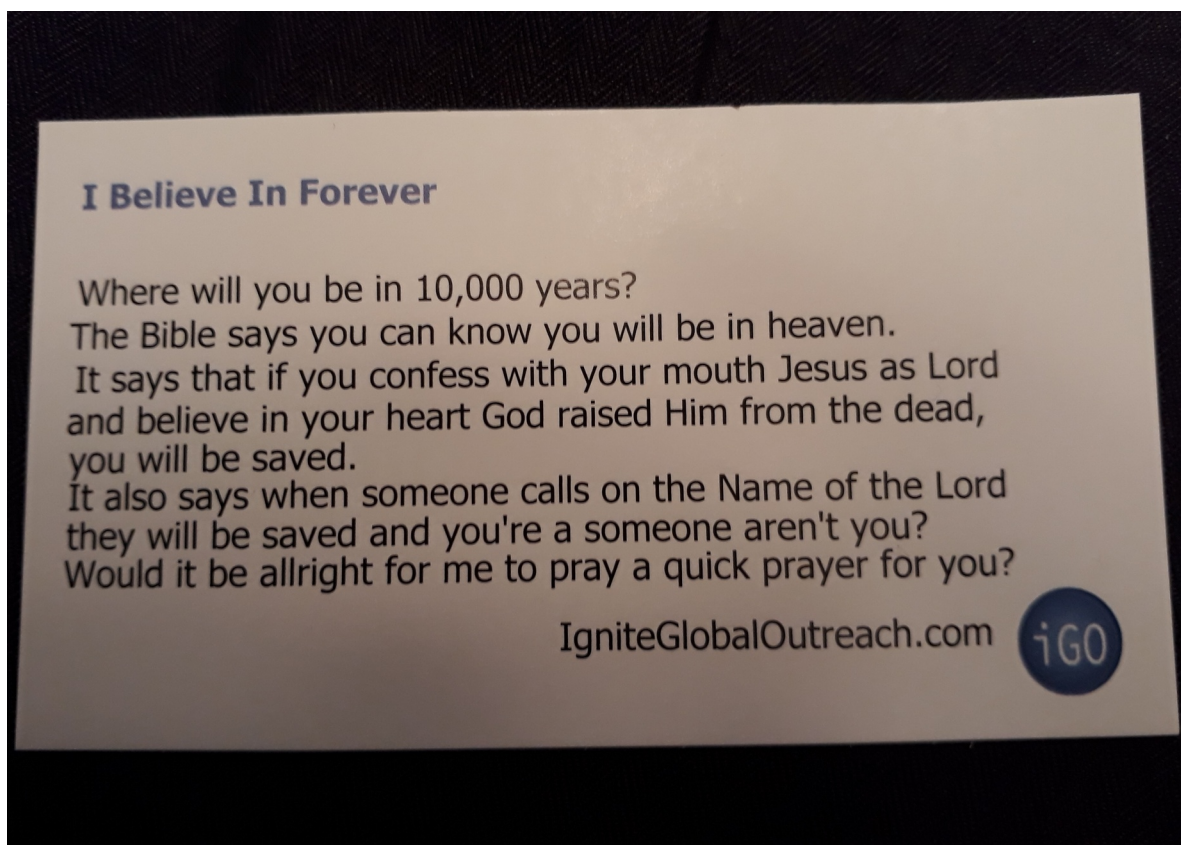 I Believe In Forever
Where will you be in 10,000 years?
The Bible says you can know you will be in heaven.
It says that if you confess with your mouth Jesus as Lord
and believe in your heart God raised Him from the dead,
you will be saved.
It also says when someone calls on the Name of the Lord
they will be saved and you're a someone aren't you?
Would it be allright for me to pray a quick prayer for you?
IgniteGlobalOutreach.com
iGO